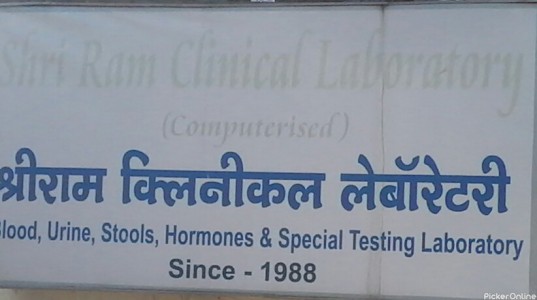 Shri Ram Clinical Laboratory
(Computerised)
श्रीराम क्लिनीकल लेबॉरेटरी
Blood, Urine, Stools, Hormones & Special Testing Laboratory
Since - 1988
PickerOnline